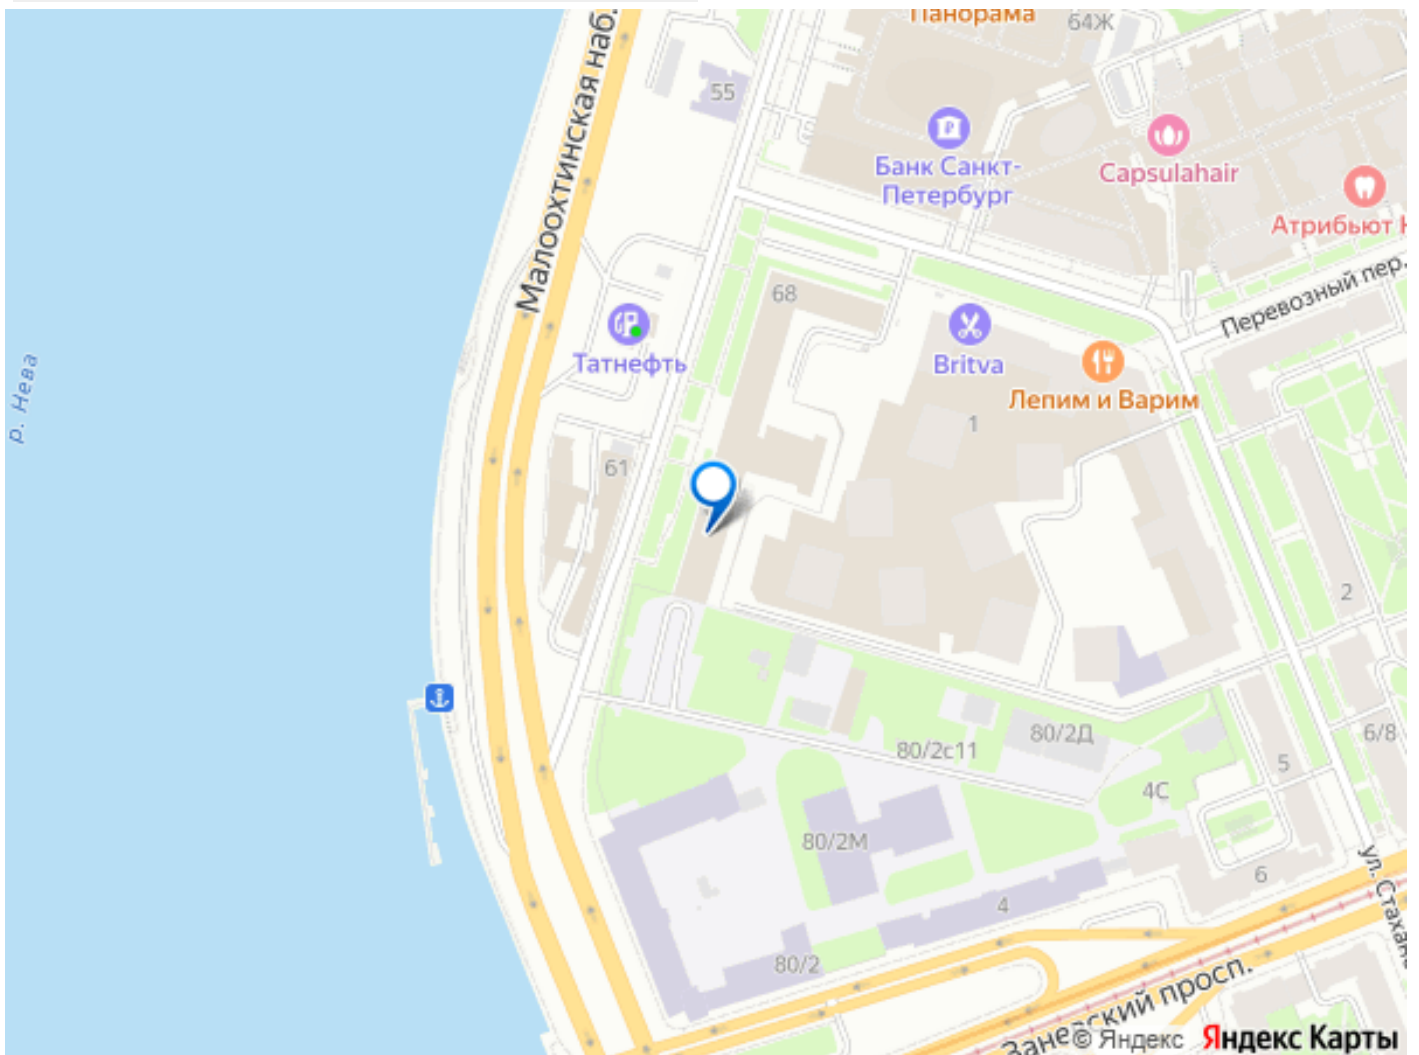 Панорама
64Ж
Малоохтинская наб.
55
Банк Санкт-
Петербург
Capsulahair
Атрибьют
Перевозный пер.
68
Татнефть
Britva
Лепим и Варим
р. Нева
1
61
2
80/2с11
80/2Д
6/8
5
4С
80/2М
ул. Стаха
6
4
80/2
Заневский просп.
© Яндекс Яндекс Карты